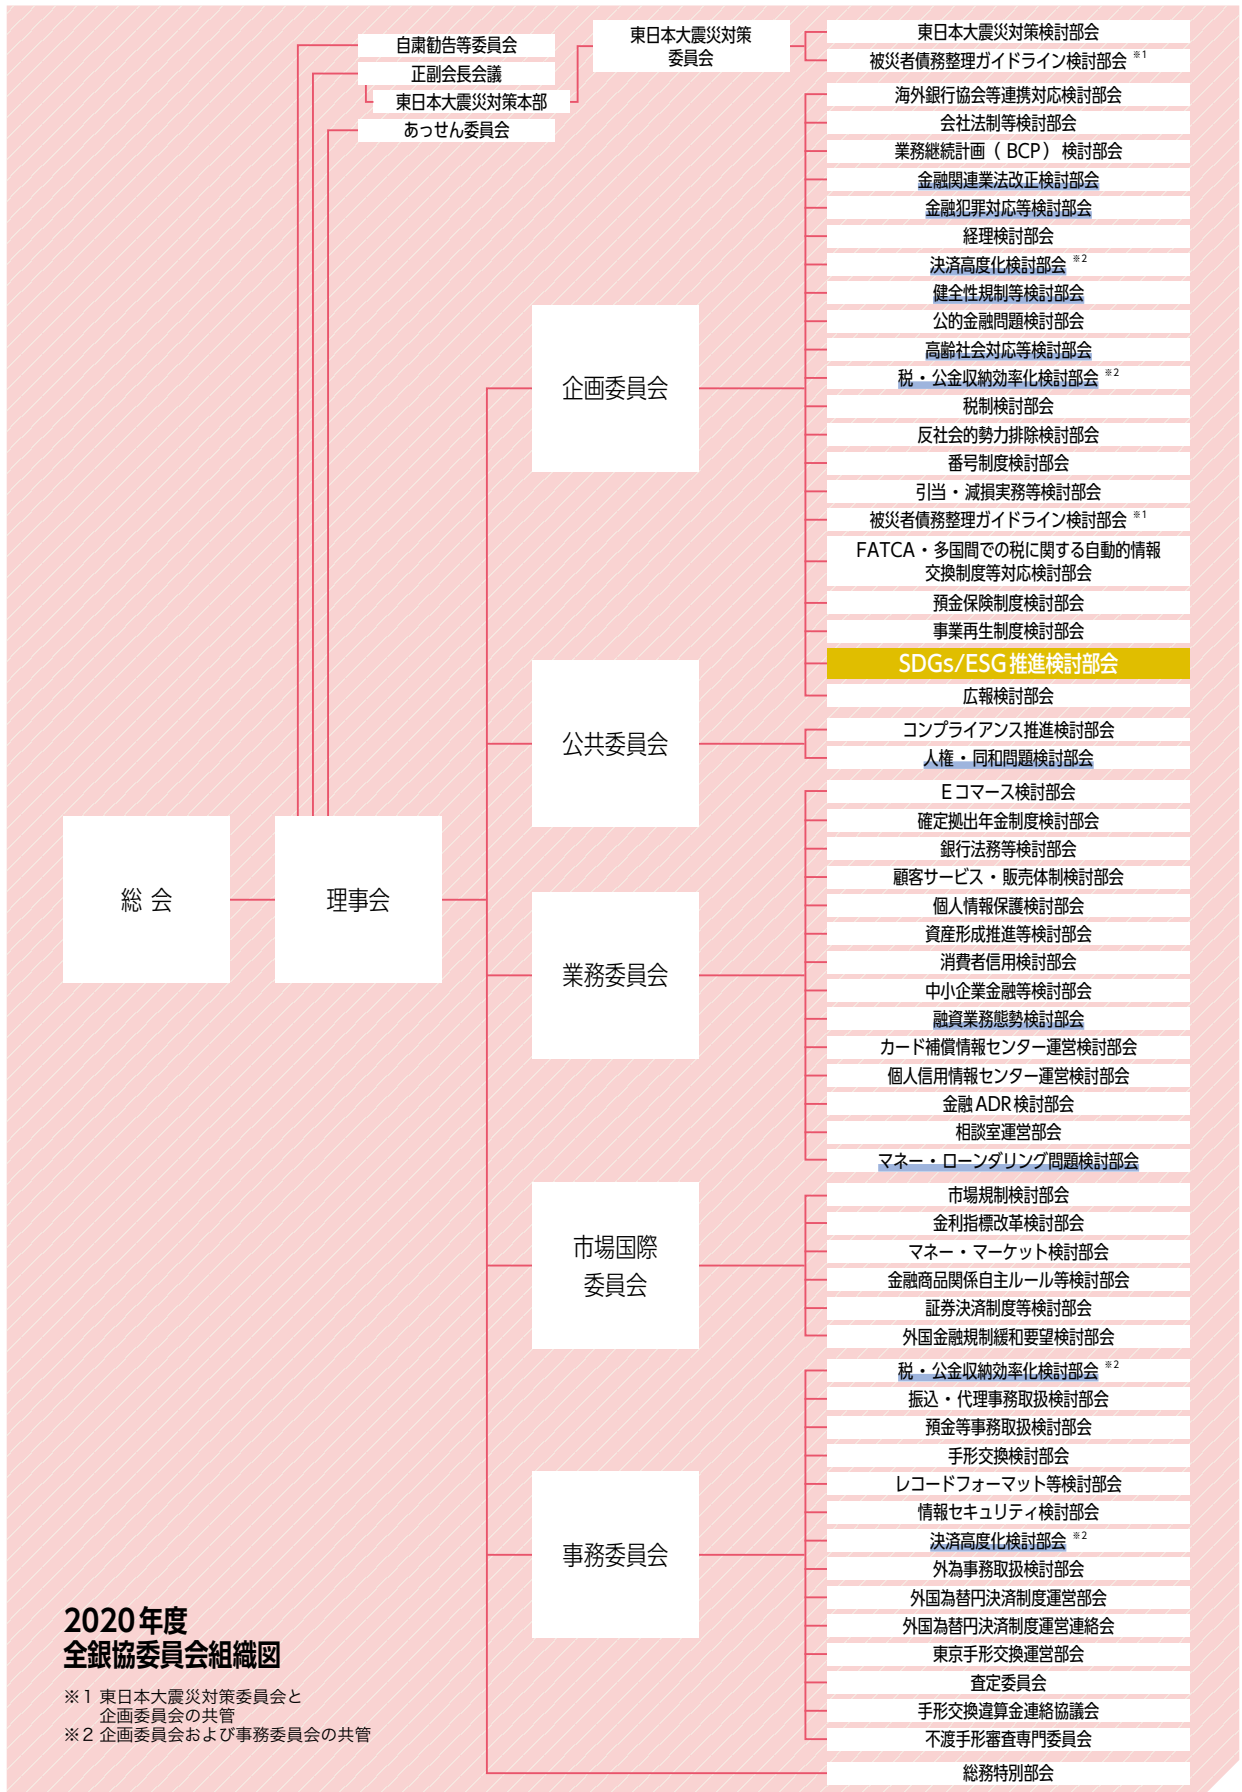 自粛勧告等委員会
正副会長会議
東日本大震災対策本部
あっせん委員会
東日本大震災対策
委員会
東日本大震災対策検討部会
被災者債務整理ガイドライン検討部会 ※1
海外銀行協会等連携対応検討部会
会社法制等検討部会
業務継続計画（ BCP ） 検討部会
金融関連業法改正検討部会
金融犯罪対応等検討部会
経理検討部会
決済高度化検討部会 ※2
健全性規制等検討部会
公的金融問題検討部会
高齢社会対応等検討部会
税・公金収納効率化検討部会 ※2
税制検討部会
反社会的勢力排除検討部会
番号制度検討部会
引当・減損実務等検討部会
被災者債務整理ガイドライン検討部会 ※1
FATCA・多国間での税に関する自動的情報
交換制度等対応検討部会
預金保険制度検討部会
事業再生制度検討部会
SDGs/ESG推進検討部会
広報検討部会
企画委員会
公共委員会
コンプライアンス推進検討部会
人権・同和問題検討部会
総 会
理事会
業務委員会
Eコマース検討部会
確定拠出年金制度検討部会
銀行法務等検討部会
顧客サービス・販売体制検討部会
個人情報保護検討部会
資産形成推進等検討部会
消費者信用検討部会
中小企業金融等検討部会
融資業務態勢検討部会
カード補償情報センター運営検討部会
個人信用情報センター運営検討部会
金融ADR検討部会
相談室運営部会
マネー・ローンダリング問題検討部会
市場国際
委員会
市場規制検討部会
金利指標改革検討部会
マネー・マーケット検討部会
金融商品関係自主ルール等検討部会
証券決済制度等検討部会
外国金融規制緩和要望検討部会
事務委員会
税・公金収納効率化検討部会 ※2
振込・代理事務取扱検討部会
預金等事務取扱検討部会
手形交換検討部会
レコードフォーマット等検討部会
情報セキュリティ検討部会
決済高度化検討部会 ※2
外為事務取扱検討部会
外国為替円決済制度運営部会
外国為替円決済制度運営連絡会
東京手形交換運営部会
査定委員会
手形交換違算金連絡協議会
不渡手形審査専門委員会
総務特別部会
2020年度
全銀協委員会組織図
※1 東日本大震災対策委員会と
企画委員会の共管
※2 企画委員会および事務委員会の共管